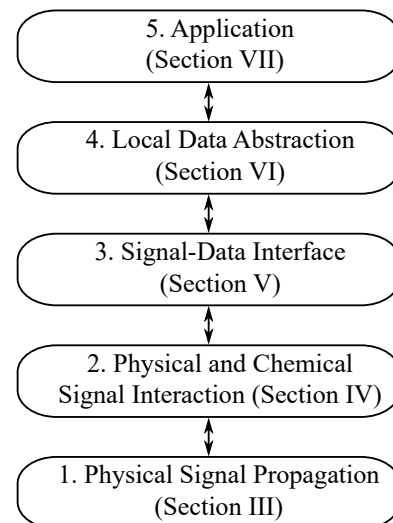 5. Application
(Section VII)
4. Local Data Abstraction
(Section VI)
3. Signal-Data Interface
(Section V)
2. Physical and Chemical
Signal Interaction (Section IV)
1. Physical Signal Propagation
(Section III)